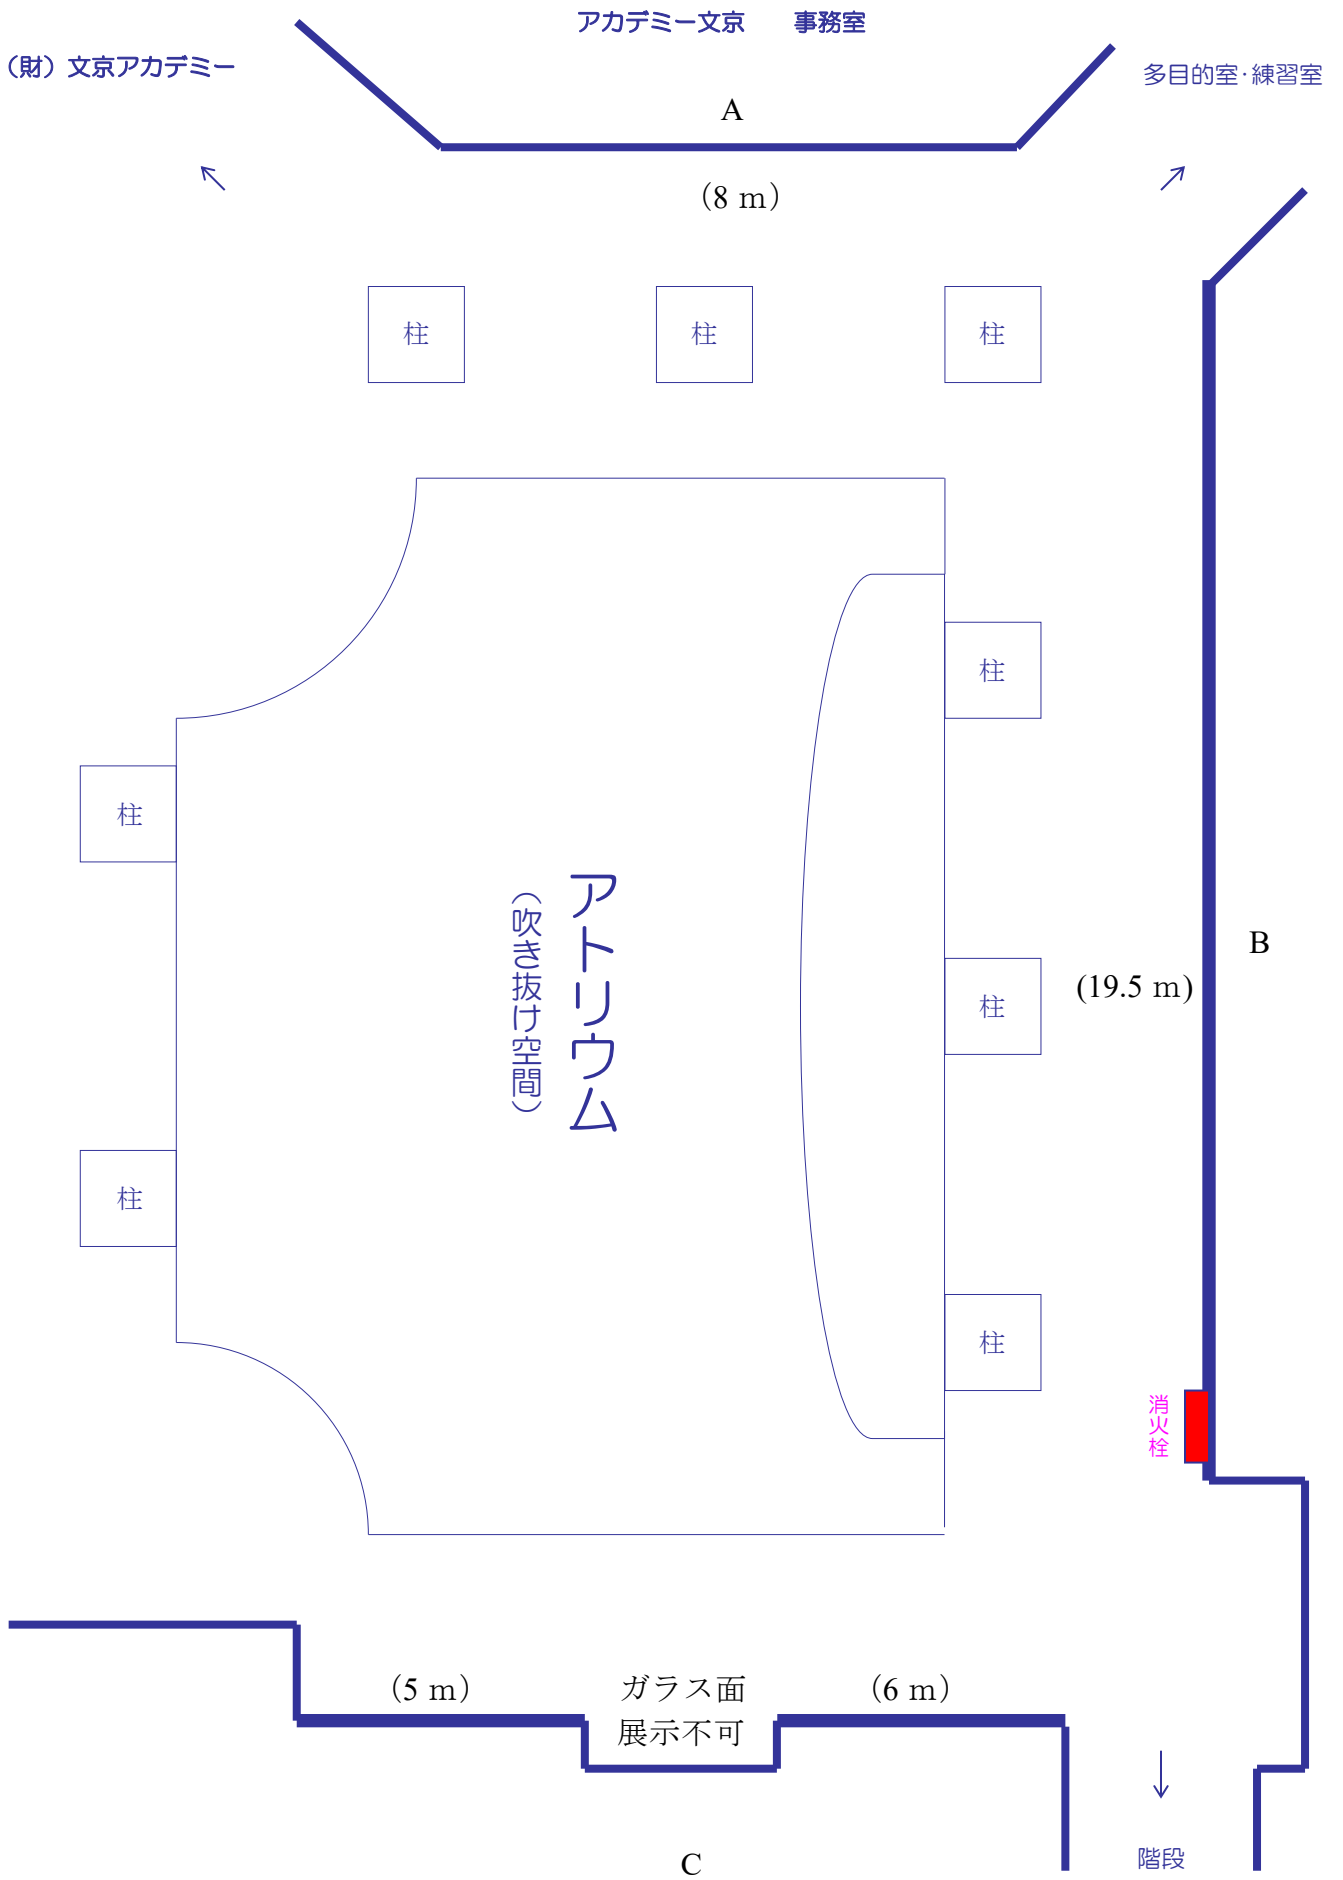 アカデミー文京　　事務室
（財）文京アカデミー
多目的室・練習室
A
（8 m）
柱
柱
柱
柱
柱
アトリウム
（吹き抜け空間）
B
(19.5 m)
柱
柱
柱
消火栓
（5 m）
ガラス面
展示不可
（6 m）
階段
C